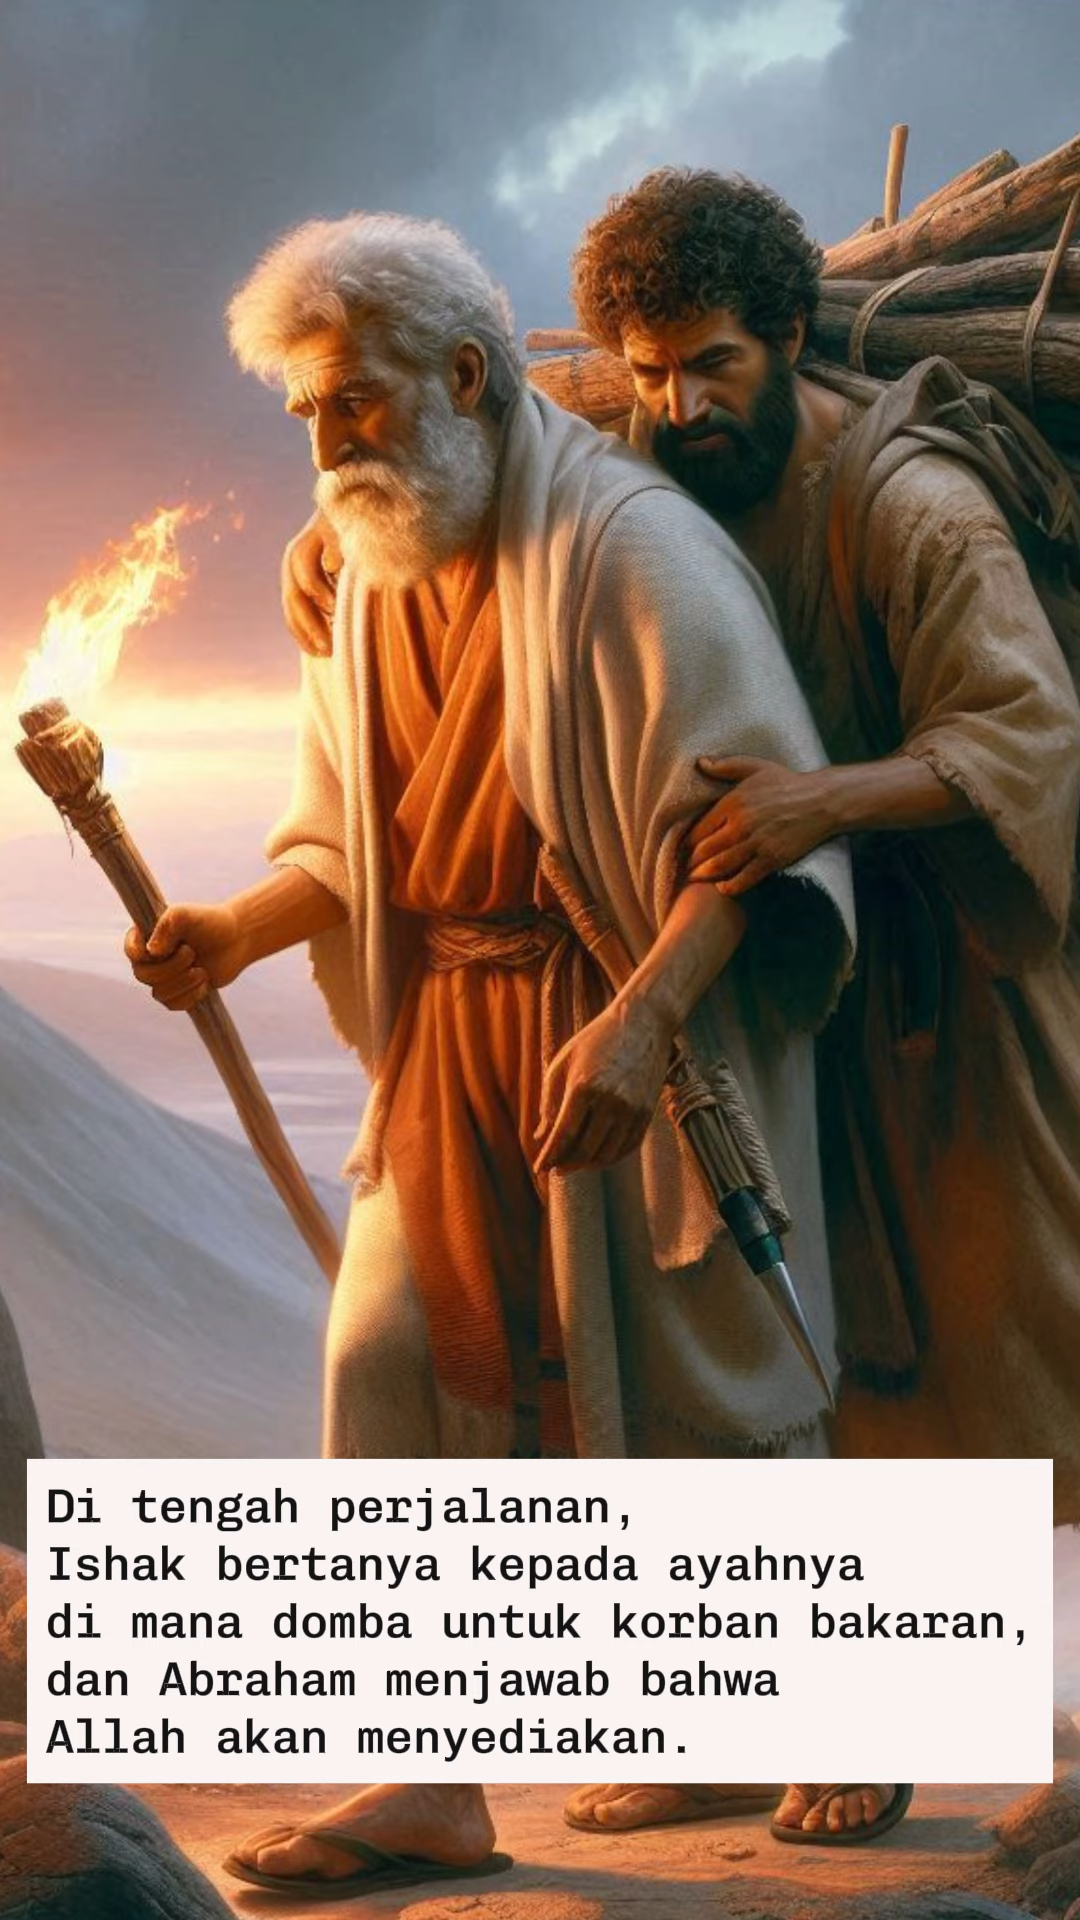 Di tengah perjalanan,
Ishak bertanya kepada ayahnya
di mana domba untuk korban bakaran,
dan Abraham menjawab bahwa
Allah akan menyediakan.